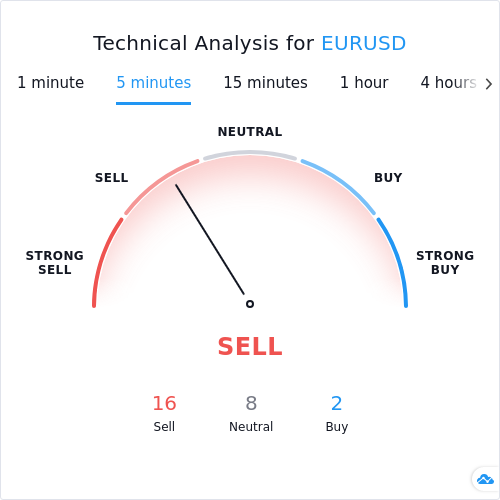 Technical Analysis for EURUSD
1 minute 5 minutes 15 minutes 1 hour 4 hours
NEUTRAL
SELL BUY
STRONG SELL STRONG BUY
SELL
16 8 2
Sell Neutral Buy